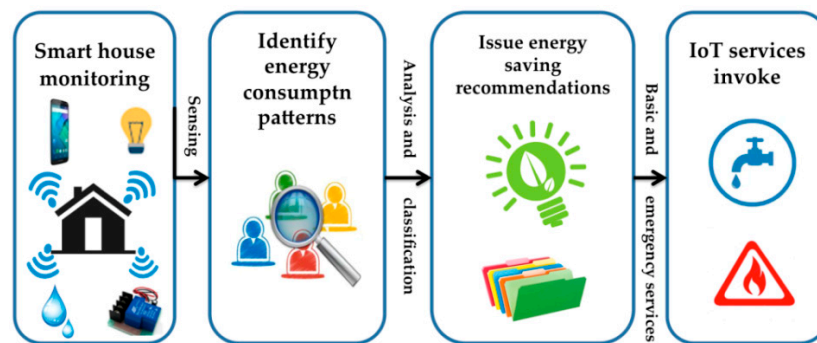 Smart house
monitoring
Sensing
Identify
energy
consumptn
patterns
Analysis and
classification
Issue energy
saving
recommendations
Basic and
emergency services
IoT services
invoke